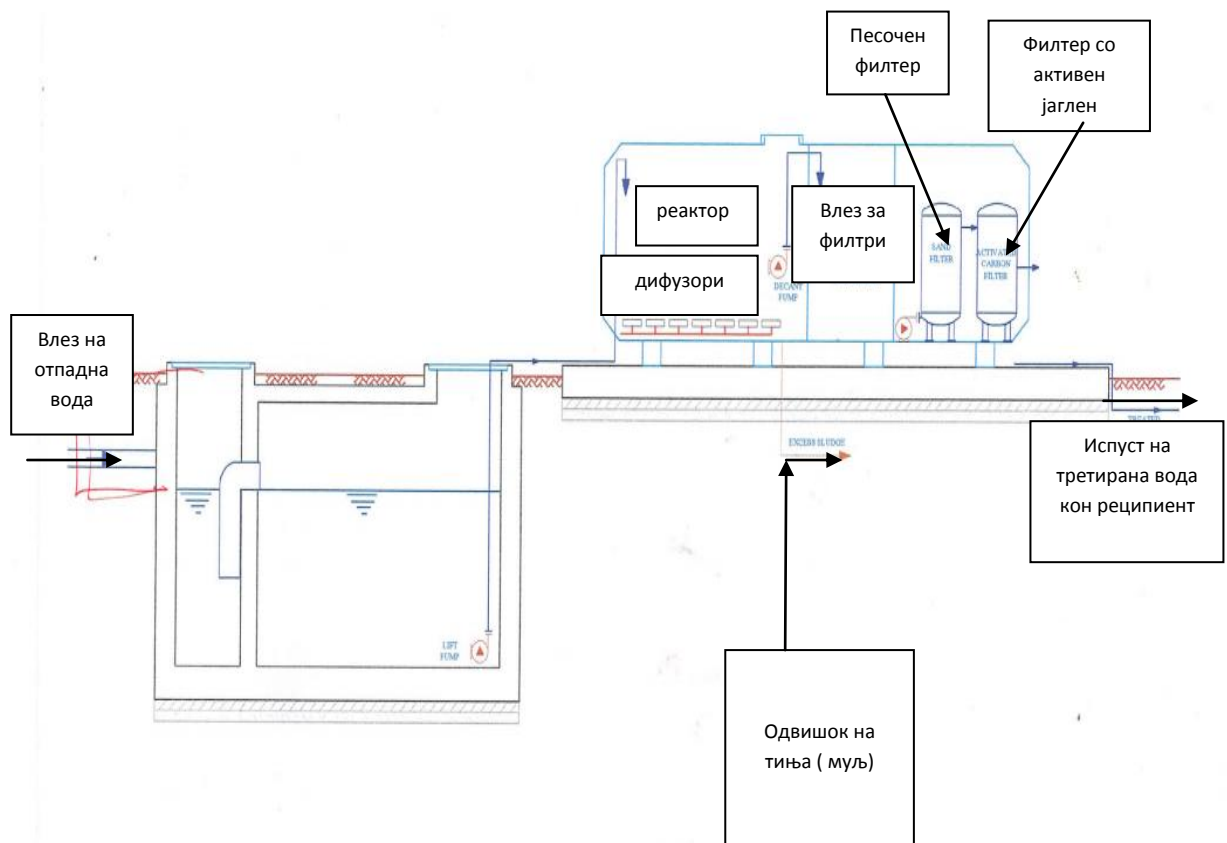 Песочен
филтер
Филтер со
активен
јаглен
реактор
Влез за
филтри
дифузори
DECANT
PUMP
SAND
FILTER
ACTIVATED
CARBON
FILTER
Влез на
отпадна
вода
TREATED
EXCESS SLUDGE
Испуст на
третирана вода
кон реципиент
LIFT
PUMP
Одвишок на
тиња ( муљ)